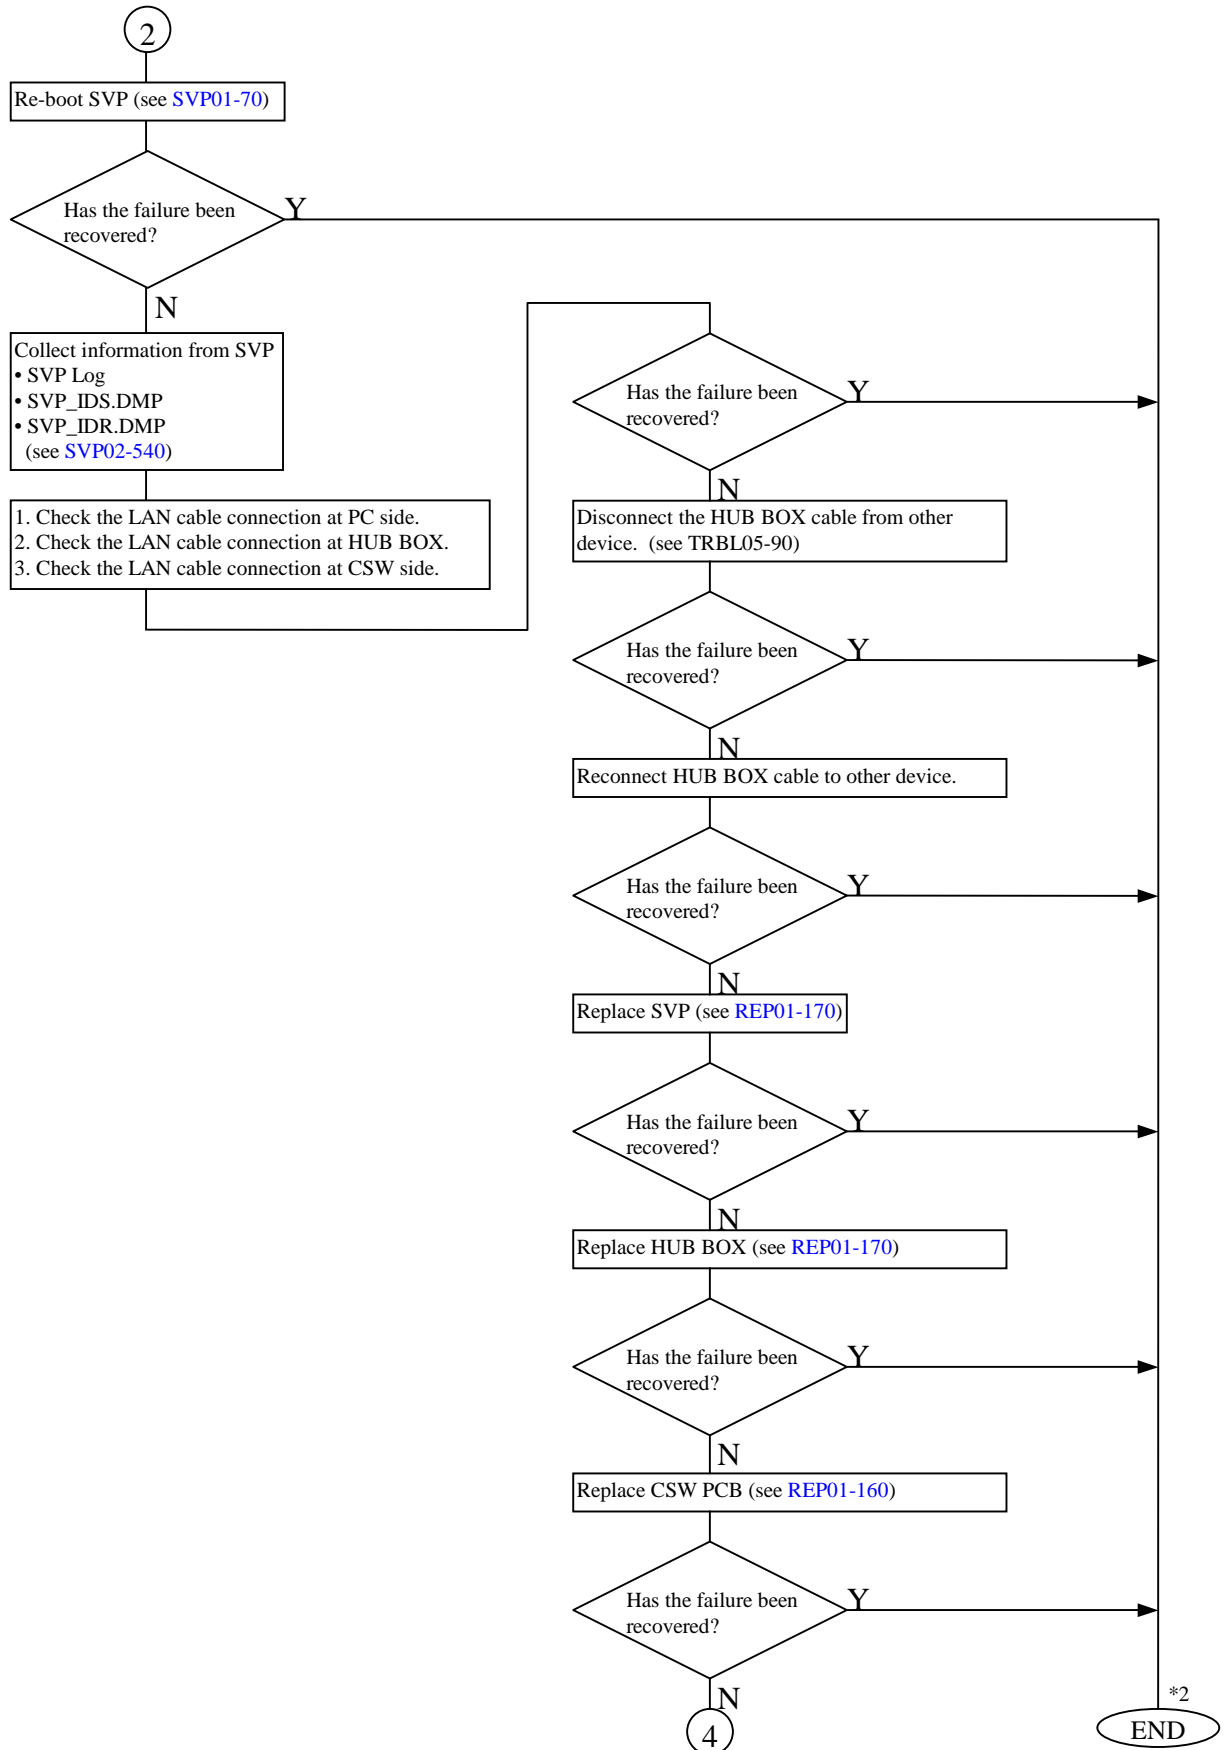 2
Re-boot SVP (see SVP01-70)
Has the failure been
recovered?
Y
N
Collect information from SVP
• SVP Log
• SVP_IDS.DMP
• SVP_IDR.DMP
(see SVP02-540)
1. Check the LAN cable connection at PC side.
2. Check the LAN cable connection at HUB BOX.
3. Check the LAN cable connection at CSW side.
Has the failure been
recovered?
Y
N
Disconnect the HUB BOX cable from other
device. (see TRBL05-90)
Has the failure been
recovered?
Y
N
Reconnect HUB BOX cable to other device.
Has the failure been
recovered?
Y
N
Replace SVP (see REP01-170)
Has the failure been
recovered?
Y
N
Replace HUB BOX (see REP01-170)
Has the failure been
recovered?
Y
N
Replace CSW PCB (see REP01-160)
Has the failure been
recovered?
Y
N
4
*2
END